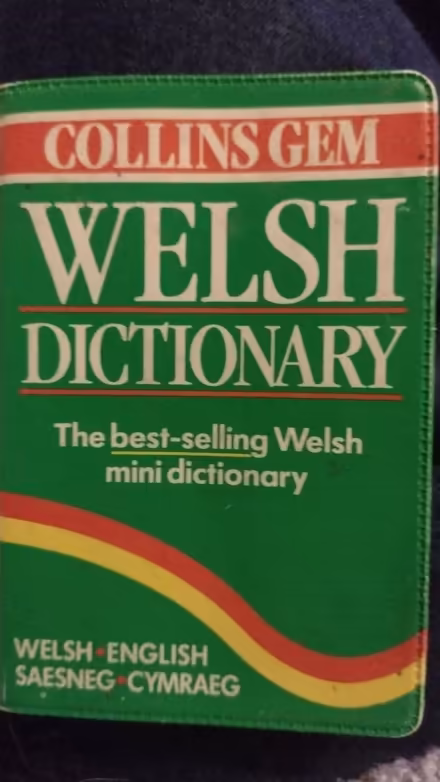 COLLINS GEM
WELSH
DICTIONARY
The best-selling Welsh
mini dictionary
WELSH•ENGLISH
SAESNEG•CYMRAEG